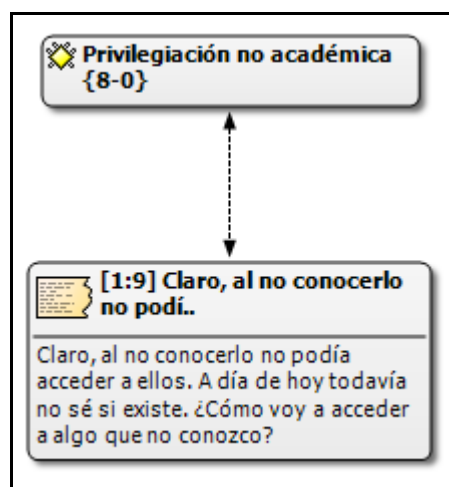 Privilegiación no académica
{8-0}
[1:9] Claro, al no conocerlo
no podí..
Claro, al no conocerlo no podía
acceder a ellos. A día de hoy todavía
no sé si existe. ¿Cómo voy a acceder
a algo que no conozco?